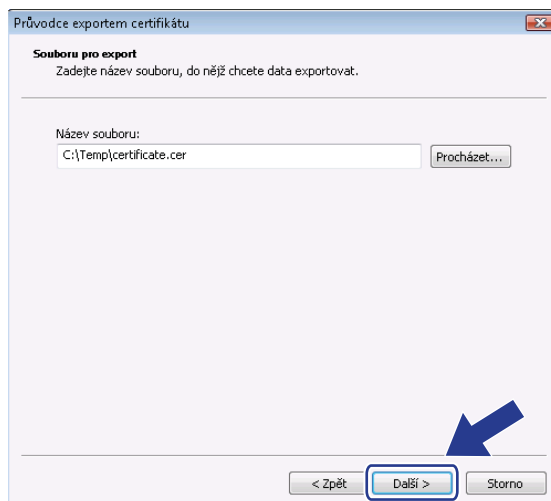 Průvodce exportem certifikátu
Souboru pro export
Zadejte název souboru, do nějž chcete data exportovat.
Název souboru:
C:\Temp\certificate.cer
Procházet...
< Zpět
Další >
Storno